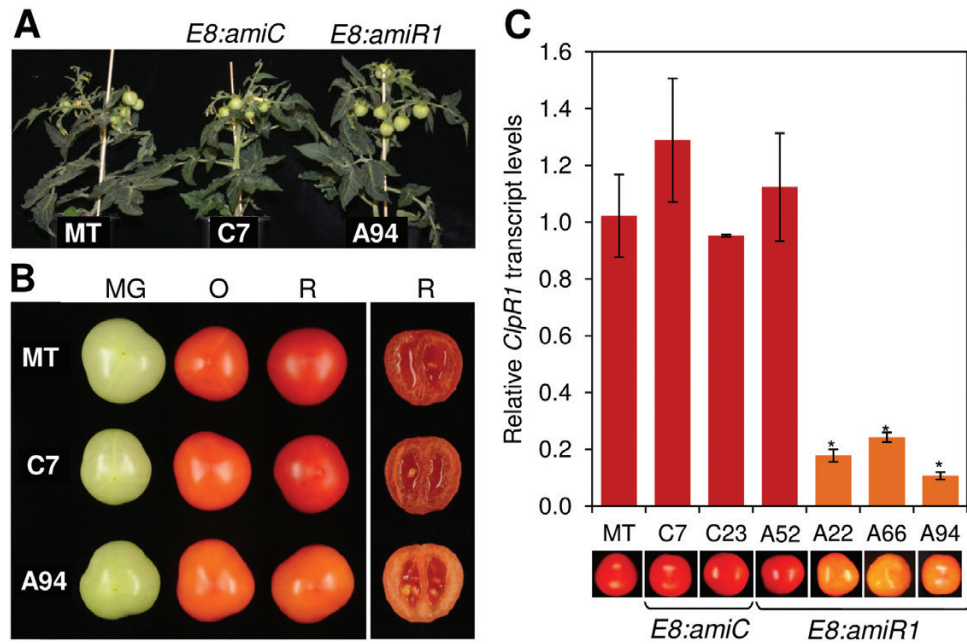 A
E8:amiC E8:amiR1
MT C7 A94
B
MG O R R
MT
C7
A94
C
Relative ClpR1 transcript levels
1.6
1.4
1.2
1.0
0.8
0.6
0.4
0.2
0.0
* * *
MT C7 C23 A52 A22 A66 A94
E8:amiC E8:amiR1